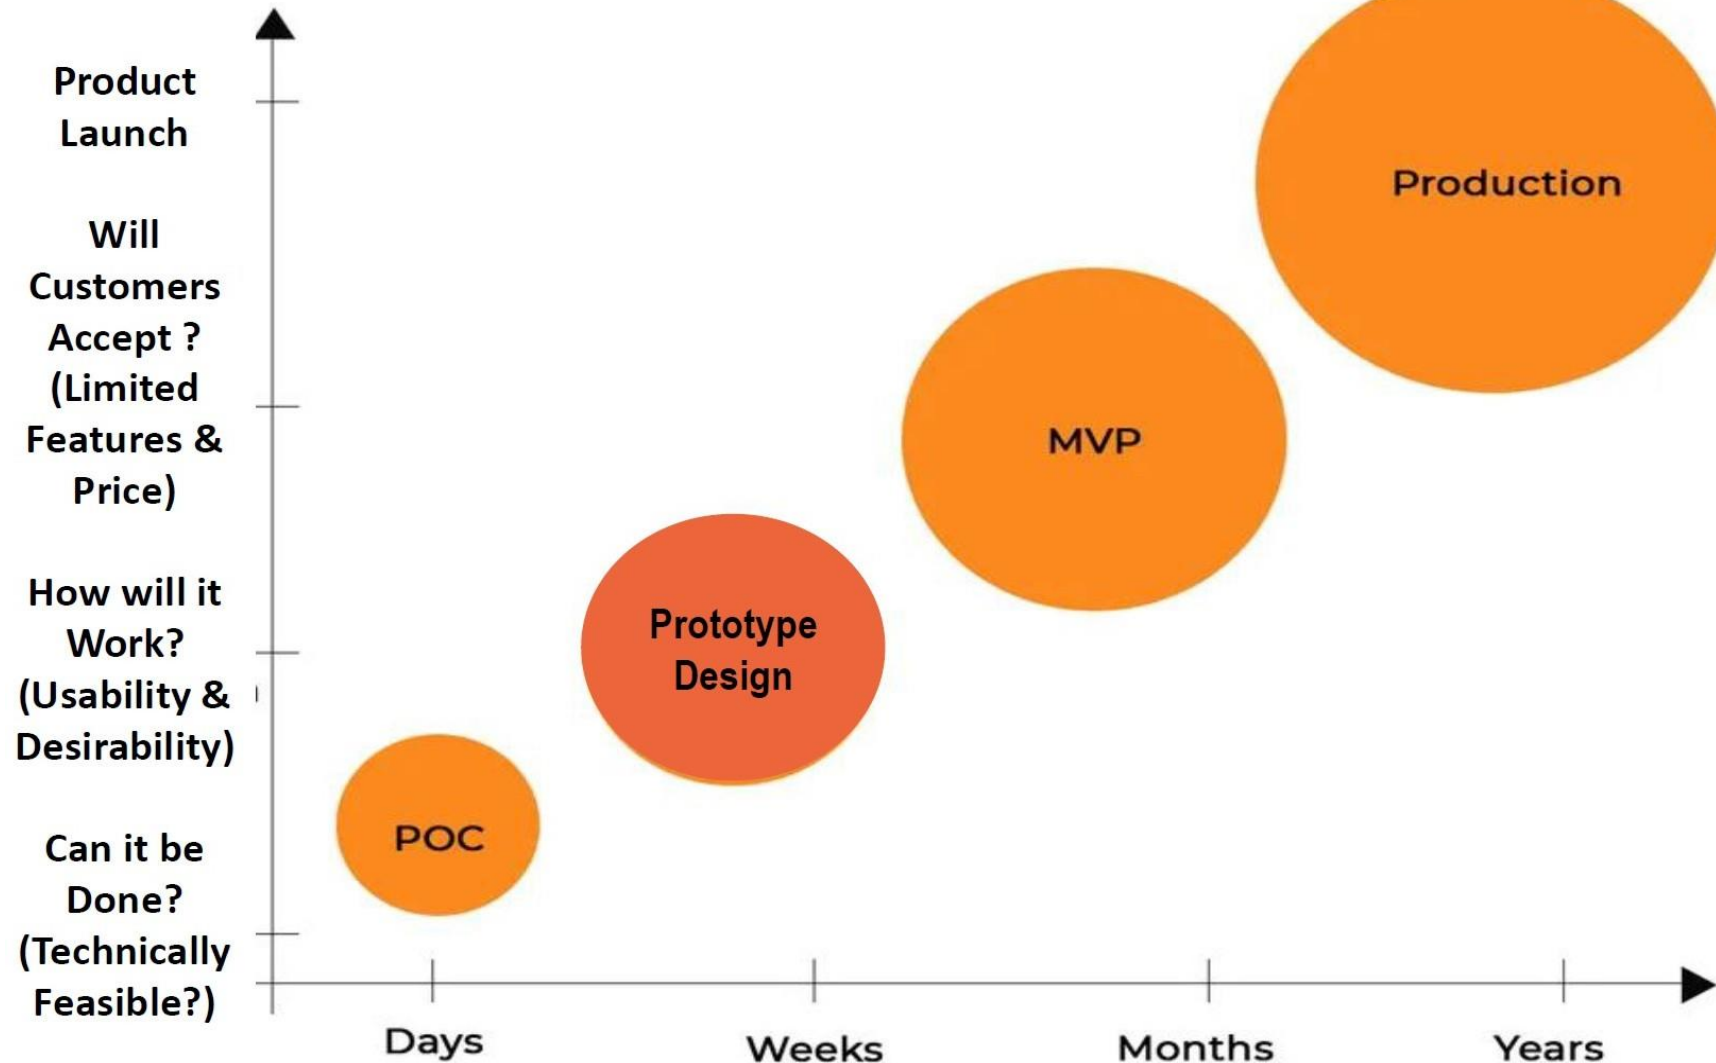 Product
Launch
Will
Customers
Accept ?
(Limited
Features &
Price)
How will it
Work?
(Usability &
Desirability)
Can it be
Done?
(Technically
Feasible?)
Production
MVP
Prototype
Design
POC
Days
Weeks
Months
Years